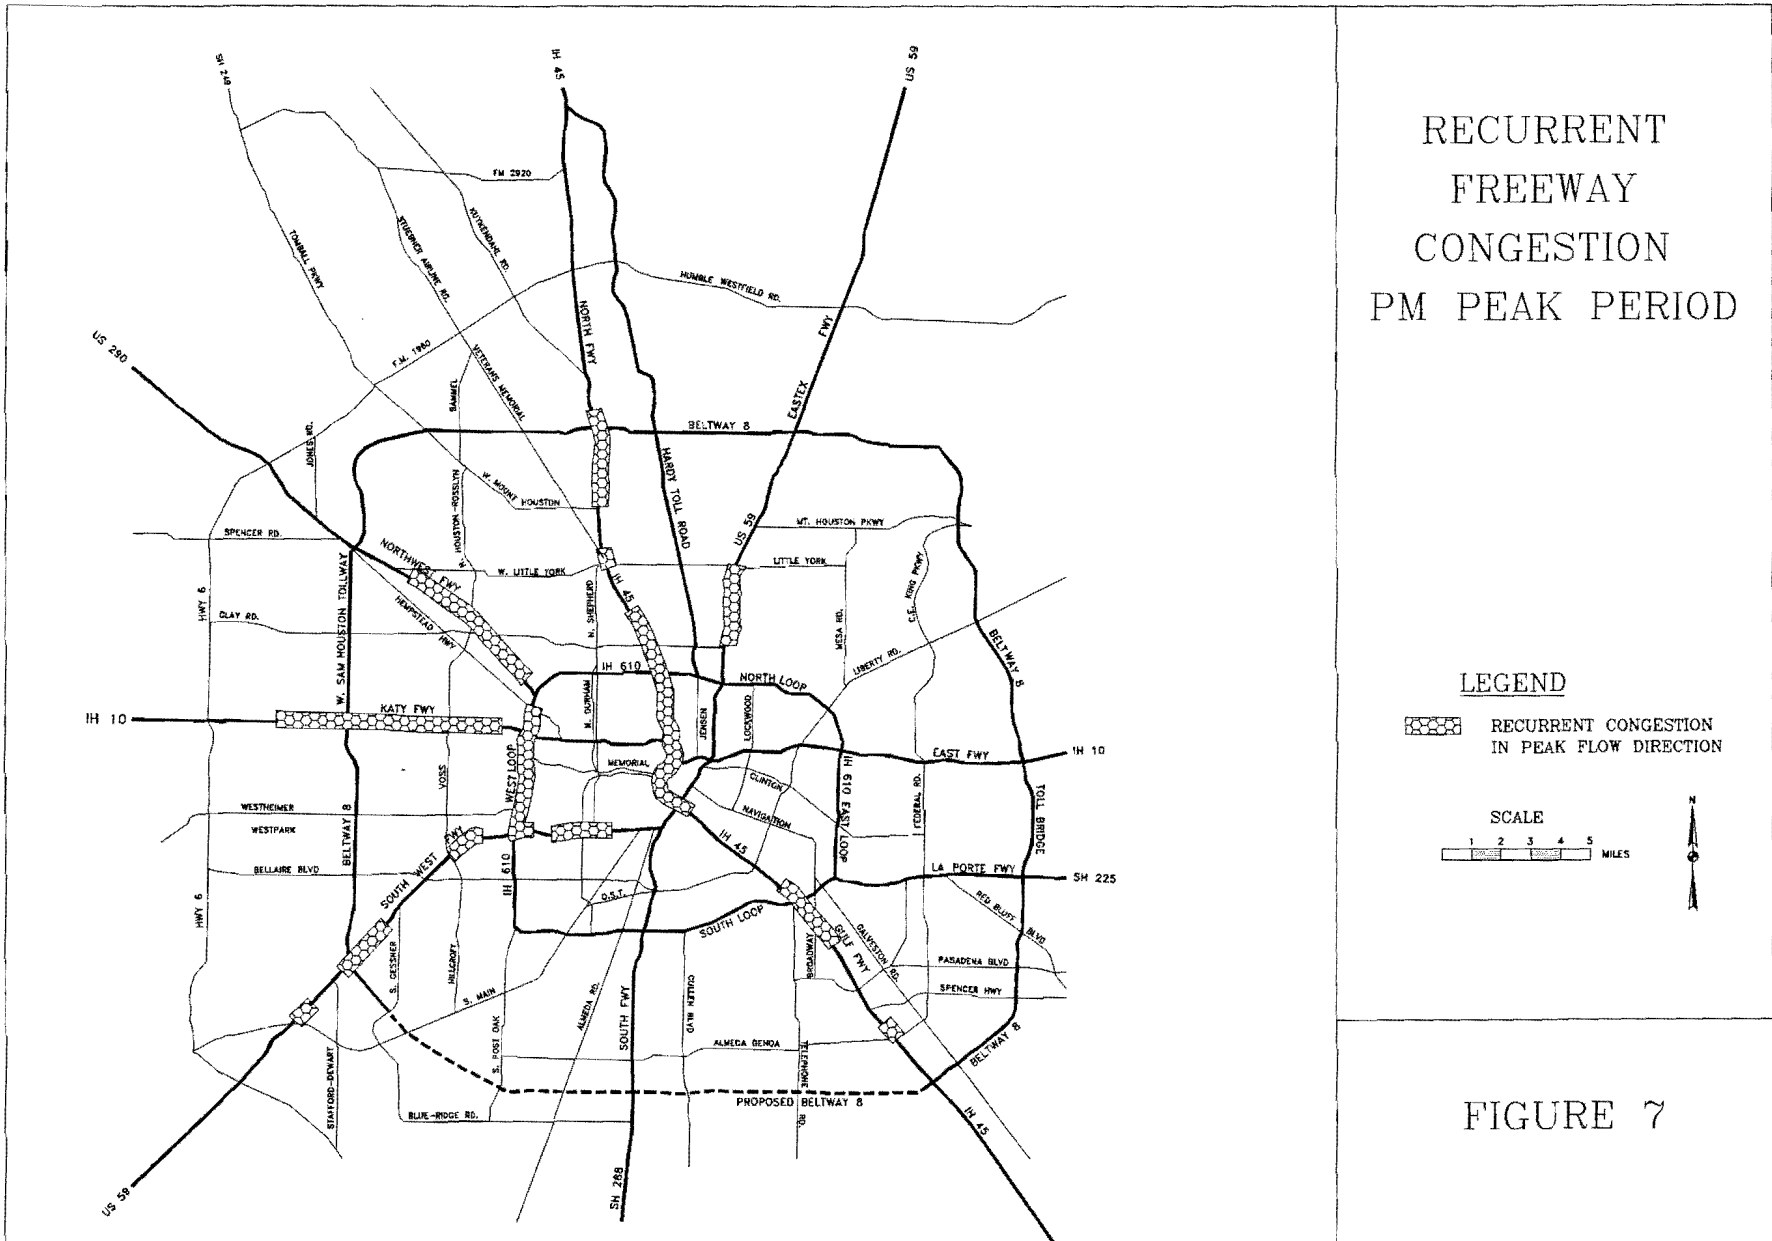 SH 249
IH 45
US 59
FM 2920
TOMBALL PKWY
STUEBNER AIRLINE RD.
KUYKENDAHL RD.
HUMBLE WESTFIELD RD.
NORTH FWY
EASTEX FWY
US 290
F.M. 1960
BAMMEL
VETERANS MEMORIAL
JONES RD.
BELTWAY 8
HARDY TOLL ROAD
W. MOUNT HOUSTON
N. HOUSTON-ROSSLYN
SPENCER RD.
US 59
MT. HOUSTON PKWY
NORTHWEST FWY
W. LITTLE YORK
LITTLE YORK
C.E. KING PKWY
W. SAM HOUSTON TOLLWAY
HWY 6
CLAY RD.
HEMPSTEAD HWY
N. SHEPHERD
IH 45
MESA RD.
LIBERTY RD.
BELTWAY 8
IH 610
NORTH LOOP
IH 10
KATY FWY
N. DURHAM
JENSEN
LOCKWOOD
EAST FWY
IH 10
WEST LOOP
MEMORIAL
VOSS
CLINTON
IH 610 EAST LOOP
FEDERAL RD.
TOLL BRIDGE
WESTHEIMER
WESTPARK
NAVIGATION
BELTWAY 8
IH 45
BELLAIRE BLVD
SOUTH WEST FWY
IH 610
O.S.T.
LA PORTE FWY
SH 225
RED BLUFF BLVD
HWY 6
SOUTH LOOP
GULF FWY
GALVESTON RD.
BROADWAY
PASADENA BLVD
S. GESSNER
HILLCROFT
S. MAIN
ALMEDA RD.
SOUTH FWY
CULLEN BLVD
SPENCER HWY
S. POST OAK
ALMEDA GENOA
TELEPHONE RD.
BELTWAY 8
STAFFORD-DEWART
BLUE-RIDGE RD.
PROPOSED BELTWAY 8
IH 45
US 59
SH 288
RECURRENT
FREEWAY
CONGESTION
PM PEAK PERIOD
LEGEND
RECURRENT CONGESTION
IN PEAK FLOW DIRECTION
N
SCALE
1 2 3 4 5
MILES
FIGURE 7